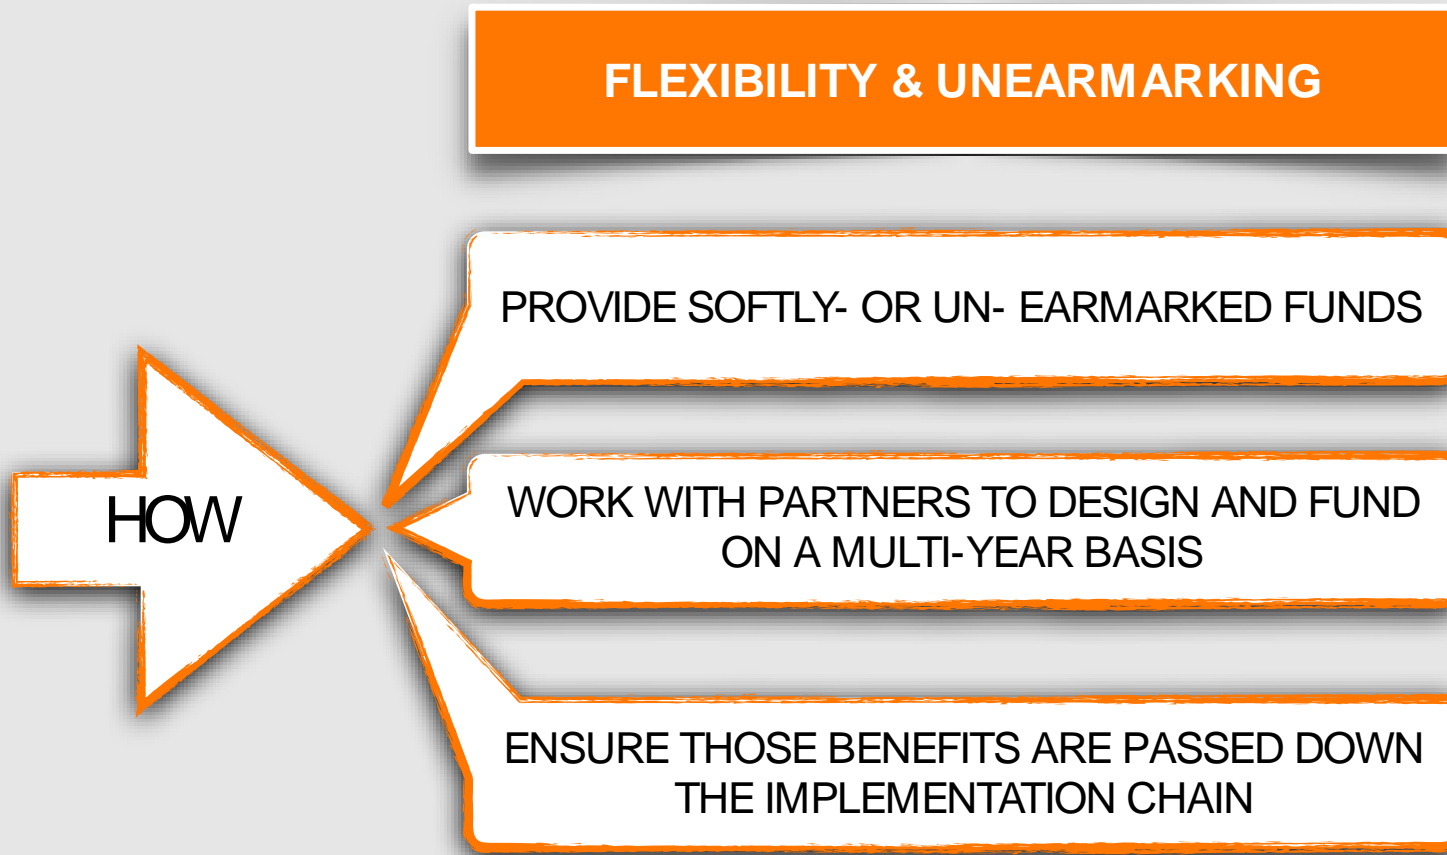 FLEXIBILITY & UNEARMARKING
PROVIDE SOFTLY- OR UN- EARMARKED FUNDS
HOW
WORK WITH PARTNERS TO DESIGN AND FUND
ON A MULTI-YEAR BASIS
ENSURE THOSE BENEFITS ARE PASSED DOWN
THE IMPLEMENTATION CHAIN